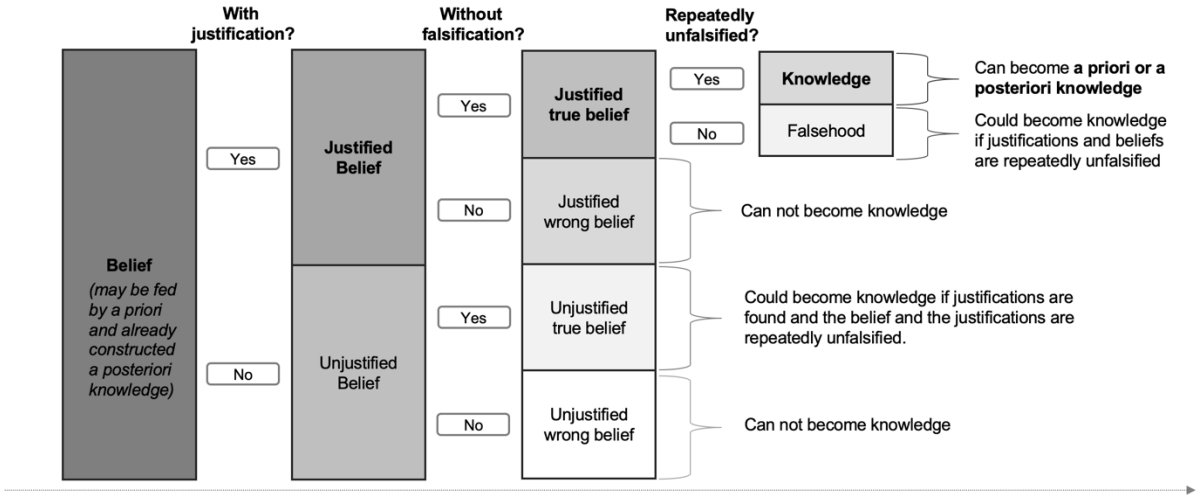 With
justification?
Without
falsification?
Repeatedly
unfalsified?
Belief
(may be fed
by a priori
and already
constructed
a posteriori
knowledge)
Yes
No
Justified
Belief
Unjustified
Belief
Yes
No
Yes
No
Justified
true belief
Justified
wrong belief
Unjustified
true belief
Unjustified
wrong belief
Yes
No
Knowledge
Falsehood
Can become a priori or a
posteriori knowledge
Could become knowledge
if justifications and beliefs
are repeatedly unfalsified
Can not become knowledge
Could become knowledge if justifications are
found and the belief and the justifications are
repeatedly unfalsified.
Can not become knowledge